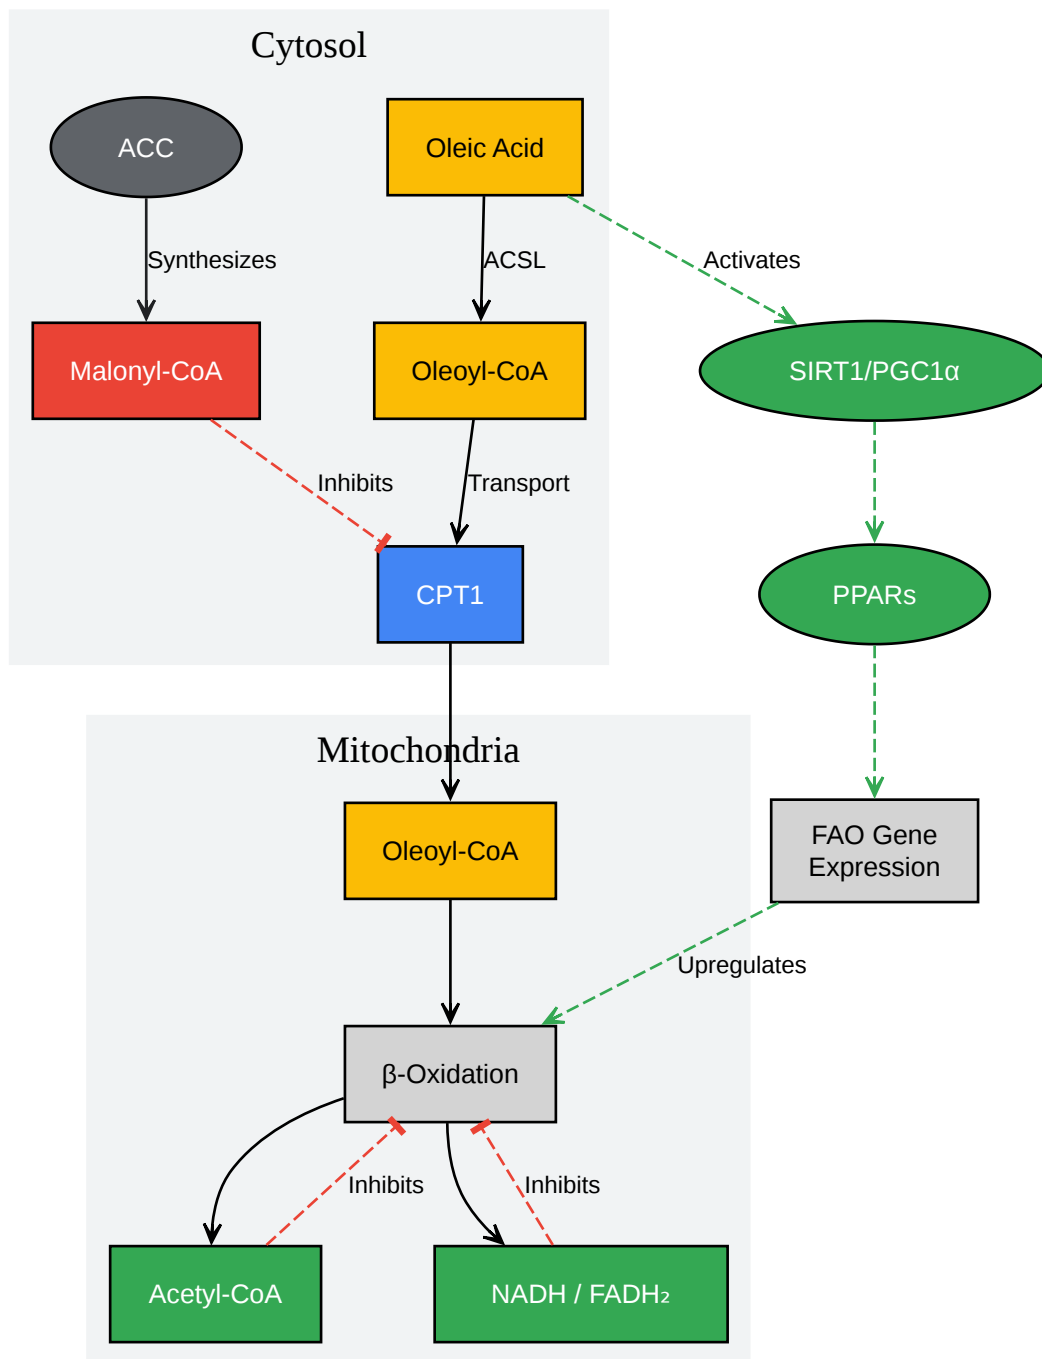 Cytosol
ACC
Oleic Acid
Synthesizes
ACSL
Activates
Malonyl-CoA
Oleoyl-CoA
SIRT1/PGC1α
Inhibits
Transport
CPT1
PPARs
Mitochondria
Oleoyl-CoA
FAO Gene
Expression
Upregulates
β-Oxidation
Inhibits
Inhibits
Acetyl-CoA
NADH / FADH₂